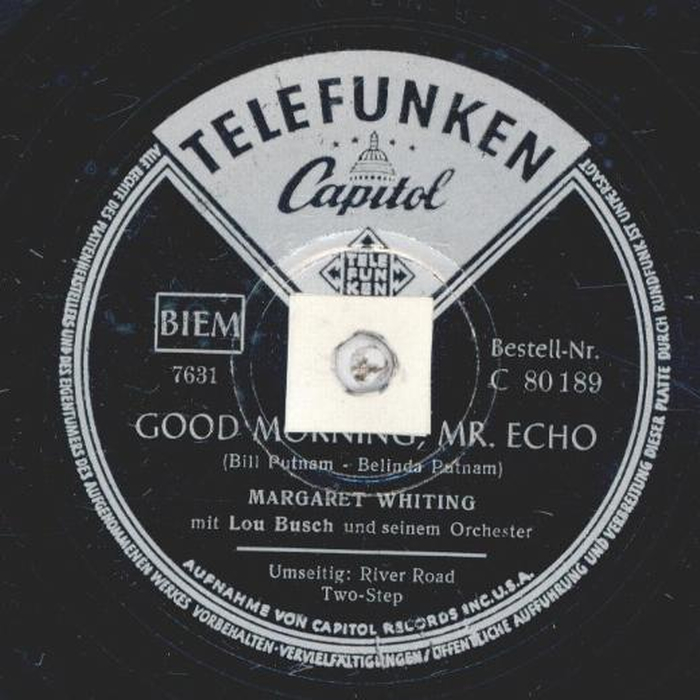 TELEFUNKEN
Capitol
TELE
FUN
KEN
BIEM
7631
Bestell-Nr.
C 80189
GOOD MORNING, MR. ECHO
(Bill Putnam - Belinda Putnam)
MARGARET WHITING
mit Lou Busch und seinem Orchester
Umseitig: River Road
Two-Step
AUFNAHME VON CAPITOL RECORDS INC. U.S.A.
ALLE RECHTE DES PLATTENHERSTELLERS UND DES EIGENTÜMERS DES AUFGENOMMENEN WERKES VORBEHALTEN · VERVIELFÄLTIGUNGEN / ÖFFENTLICHE AUFFÜHRUNG UND VERBREITUNG DIESER PLATTE DURCH RUNDFUNK IST UNTERSAGT